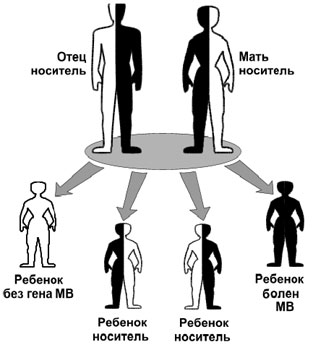 Отец
носитель
Мать
носитель
Ребенок
без гена МВ
Ребенок
носитель
Ребенок
носитель
Ребенок
болен
МВ